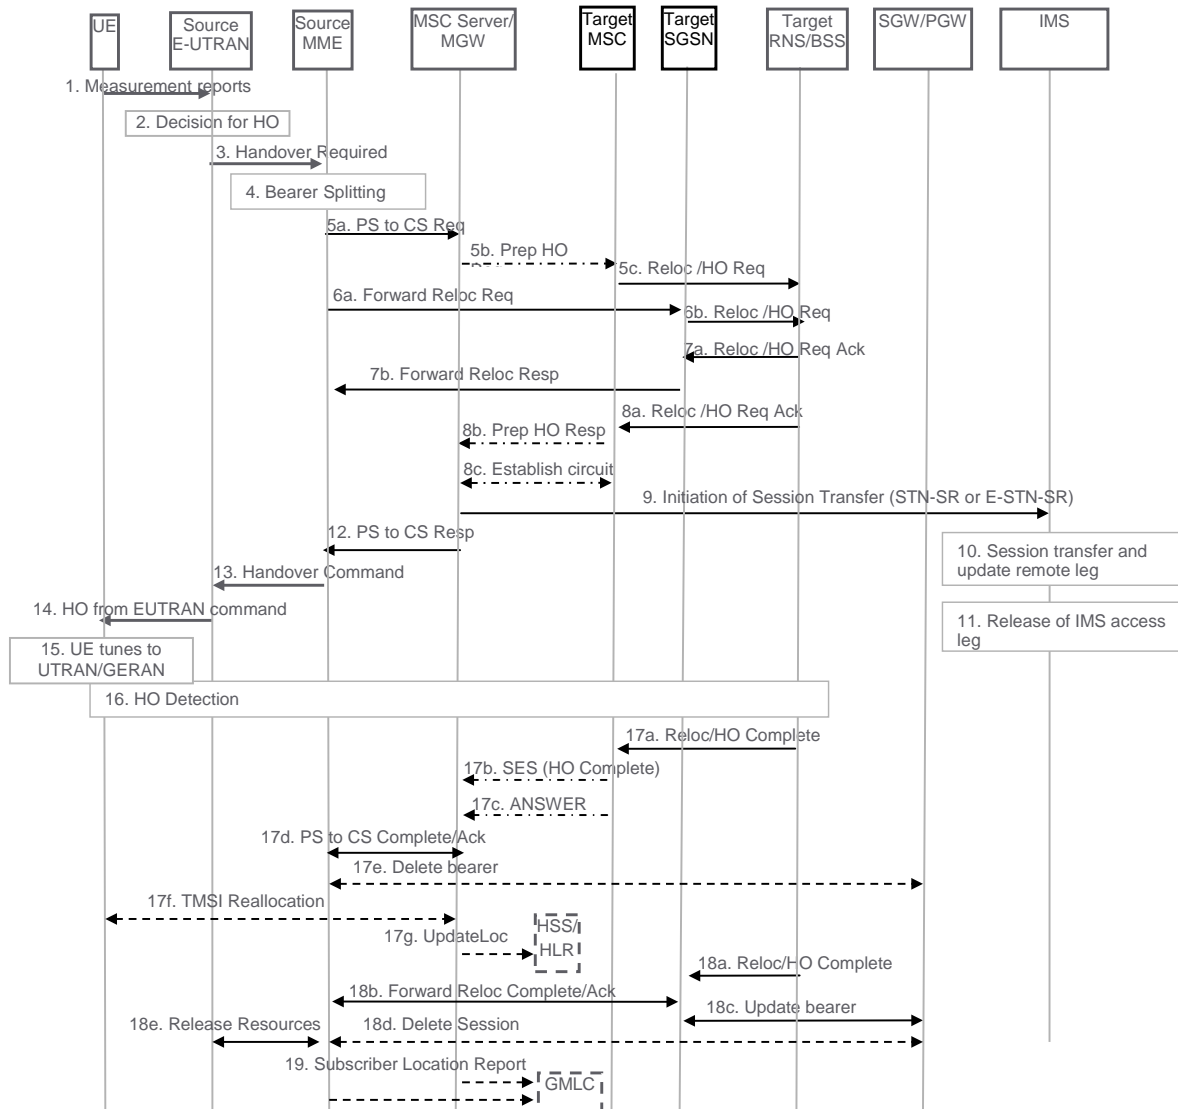 UE
Source
E-UTRAN
Source
MME
MSC Server/
MGW
Target
MSC
Target
SGSN
Target
RNS/BSS
SGW/PGW
IMS
1. Measurement reports
2. Decision for HO
3. Handover Required
4. Bearer Splitting
5a. PS to CS Req
5b. Prep HO
5c. Reloc /HO Req
6a. Forward Reloc Req
6b. Reloc /HO Req
7a. Reloc /HO Req Ack
7b. Forward Reloc Resp
8a. Reloc /HO Req Ack
8b. Prep HO Resp
8c. Establish circuit
9. Initiation of Session Transfer (STN-SR or E-STN-SR)
12. PS to CS Resp
10. Session transfer and
update remote leg
13. Handover Command
14. HO from EUTRAN command
11. Release of IMS access
leg
15. UE tunes to
UTRAN/GERAN
16. HO Detection
17a. Reloc/HO Complete
17b. SES (HO Complete)
17c. ANSWER
17d. PS to CS Complete/Ack
17e. Delete bearer
17f. TMSI Reallocation
HSS/
HLR
17g. UpdateLoc
18a. Reloc/HO Complete
18b. Forward Reloc Complete/Ack
18c. Update bearer
18e. Release Resources
18d. Delete Session
19. Subscriber Location Report
GMLC